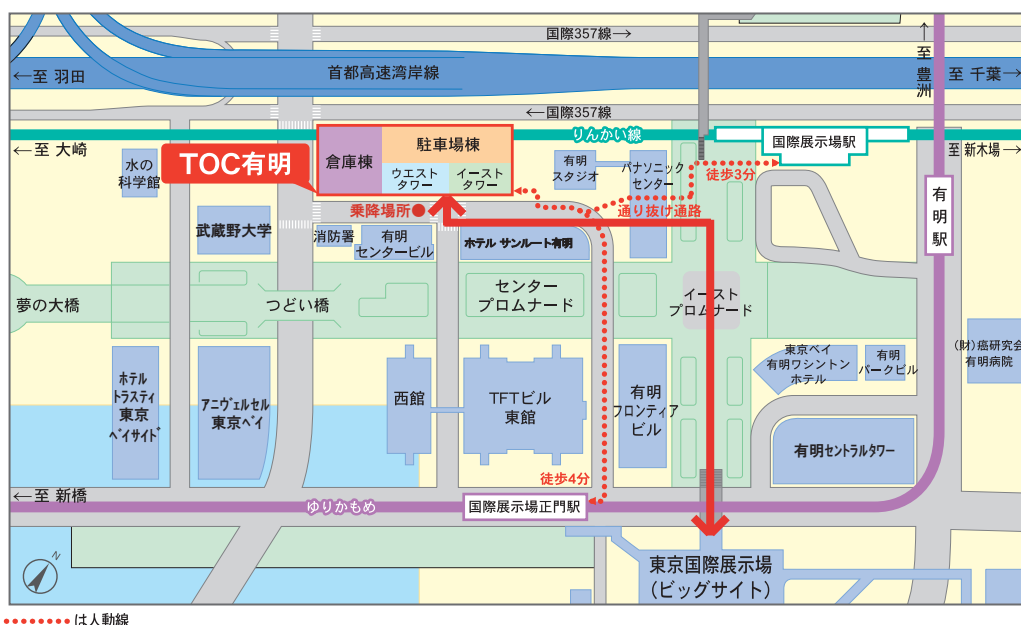 国際357線→
←至 羽田
首都高速湾岸線
←至 豊洲
至 千葉→
←国際357線
りんかい線
国際展示場駅
←至 大崎
至 新木場→
水の
科学館
TOC有明
倉庫棟
駐車場棟
ウエスト
タワー
イースト
タワー
有明
スタジオ
パナソニック
センター
徒歩3分
通り抜け通路
乗降場所●
武蔵野大学
消防署
有明
センタービル
ホテル サンルート有明
有明駅
夢の大橋
つどい橋
センター
プロムナード
イースト
プロムナード
ホテル
トラスティ
東京
ベイサイド
アニヴェルセル
東京ベイ
西館
TFTビル
東館
有明
フロンティア
ビル
東京ベイ
有明ワシントン
ホテル
有明
パークビル
(財)癌研究会
有明病院
有明セントラルタワー
徒歩4分
←至 新橋
ゆりかもめ
国際展示場正門駅
東京国際展示場
(ビッグサイト)
N
は人動線